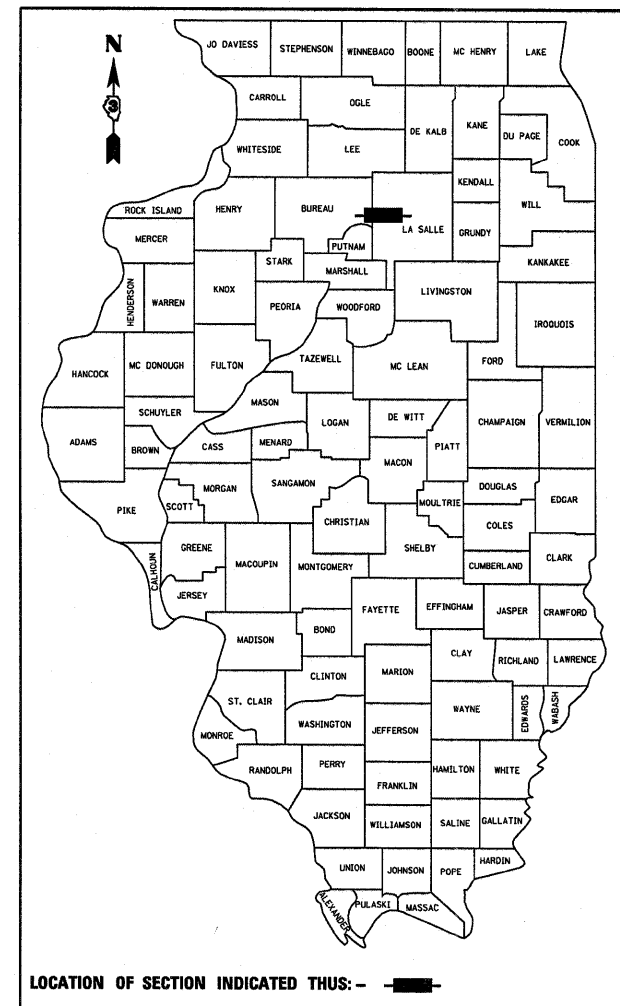 JO DAVIESS STEPHENSON WINNEBAGO BOONE MC HENRY LAKE
N
CARROLL OGLE DE KALB KANE DU PAGE COOK
3
WHITESIDE LEE
KENDALL WILL
ROCK ISLAND HENRY BUREAU LA SALLE GRUNDY
MERCER PUTNAM KANKAKEE
STARK MARSHALL
HENDERSON WARREN KNOX PEORIA WOODFORD LIVINGSTON IROQUOIS
HANCOCK MC DONOUGH FULTON TAZEWELL MC LEAN FORD
SCHUYLER MASON LOGAN DE WITT CHAMPAIGN VERMILION
ADAMS BROWN CASS MENARD MACON PIATT
PIKE SCOTT MORGAN SANGAMON CHRISTIAN MOULTRIE DOUGLAS EDGAR
COLES
CALHOUN GREENE MACOUPIN MONTGOMERY SHELBY CUMBERLAND CLARK
JERSEY FAYETTE EFFINGHAM JASPER CRAWFORD
MADISON BOND
CLINTON MARION CLAY RICHLAND LAWRENCE
ST. CLAIR WASHINGTON JEFFERSON WAYNE EDWARDS WABASH
MONROE
RANDOLPH PERRY FRANKLIN HAMILTON WHITE
JACKSON WILLIAMSON SALINE GALLATIN
UNION JOHNSON POPE HARDIN
ALEXANDER PULASKI MASSAC
LOCATION OF SECTION INDICATED THUS: -